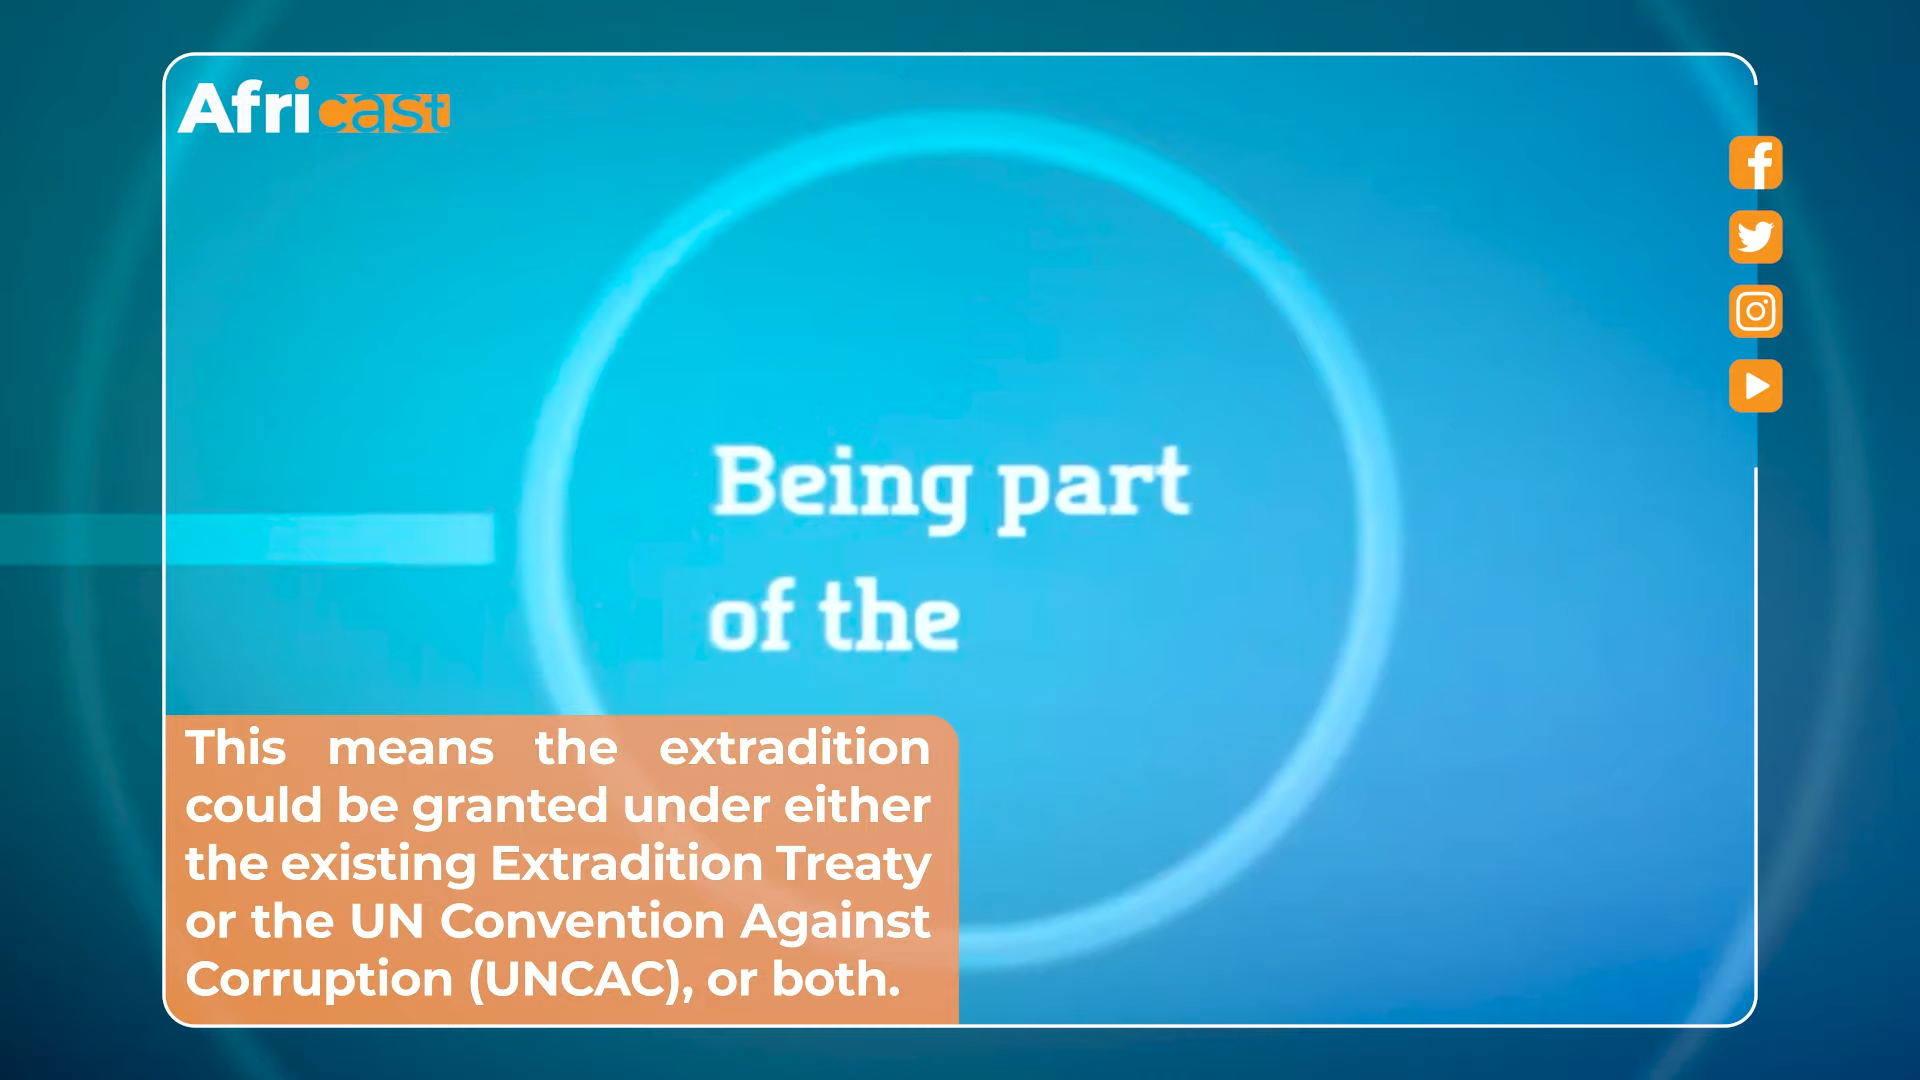 Africast
Being part
of the
This means the extradition
could be granted under either
the existing Extradition Treaty
or the UN Convention Against
Corruption (UNCAC), or both.